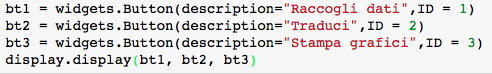 bt1 = widgets.Button(description="Raccogli dati",ID = 1)
bt2 = widgets.Button(description="Traduci",ID = 2)
bt3 = widgets.Button(description="Stampa grafici",ID = 3)
display.display(bt1, bt2, bt3)